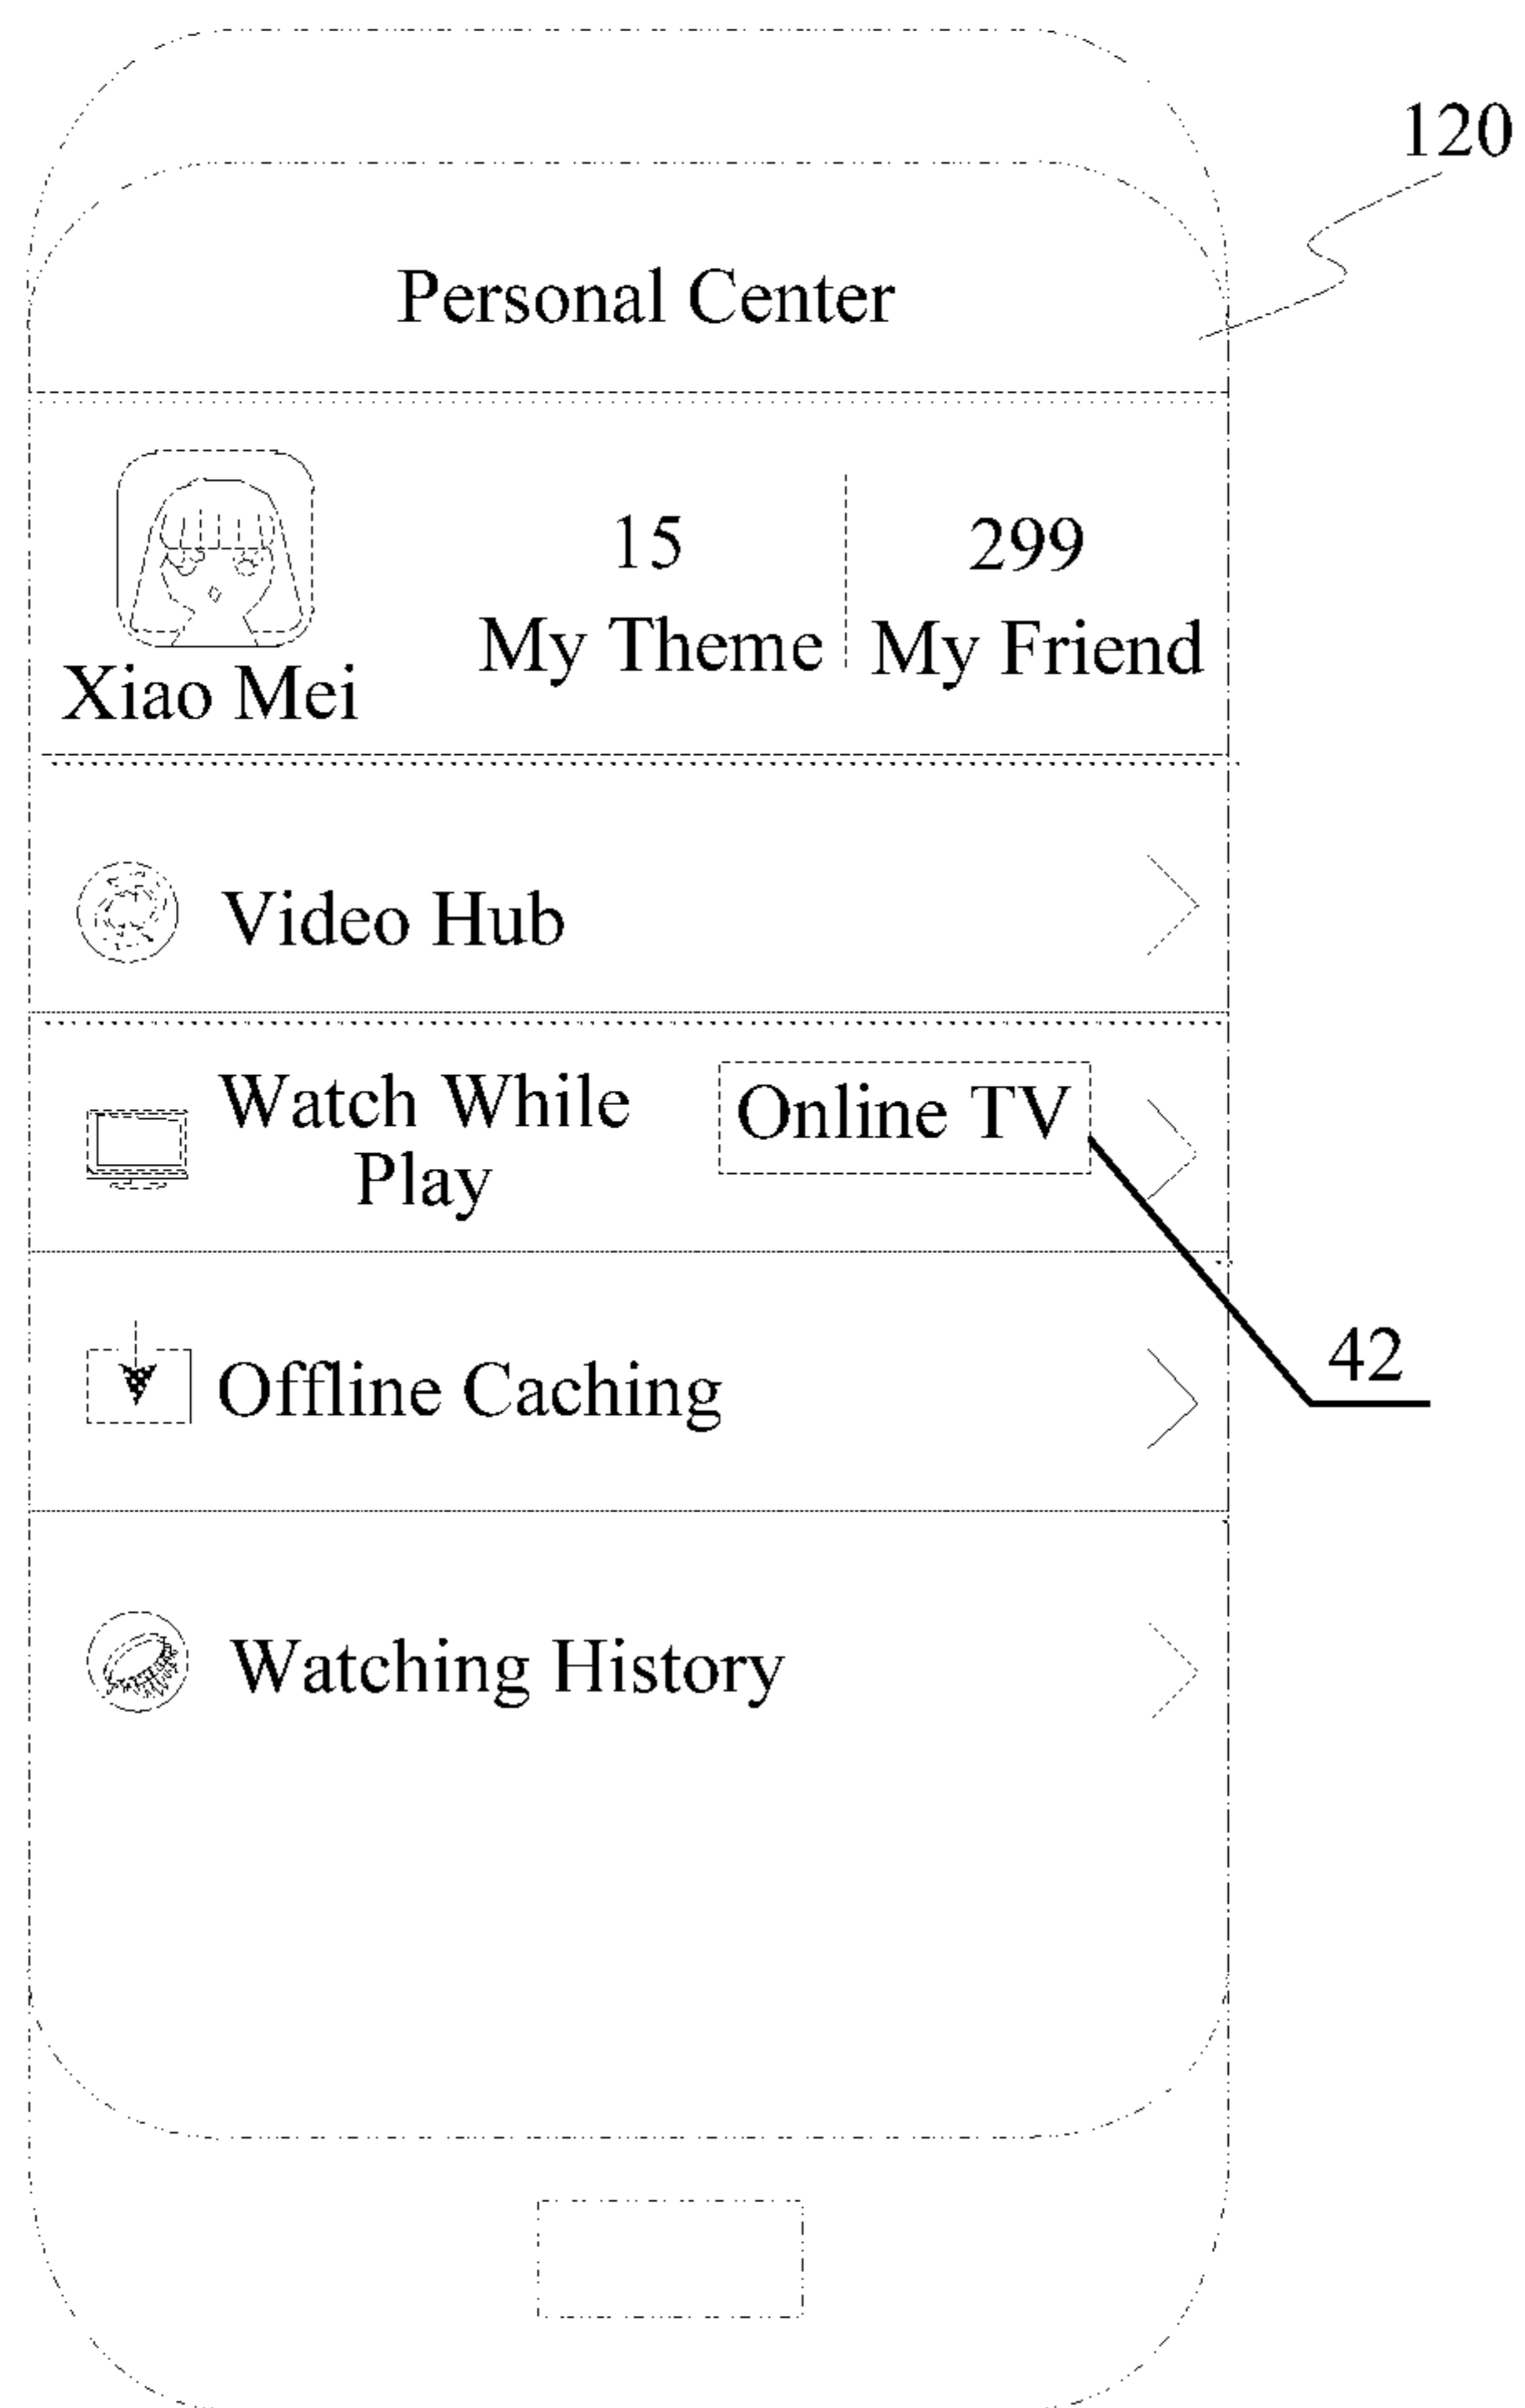 120
Personal Center
15
299
My Theme
My Friend
Xiao Mei
Video Hub
Watch While
Play
Online TV
42
Offline Caching
Watching History